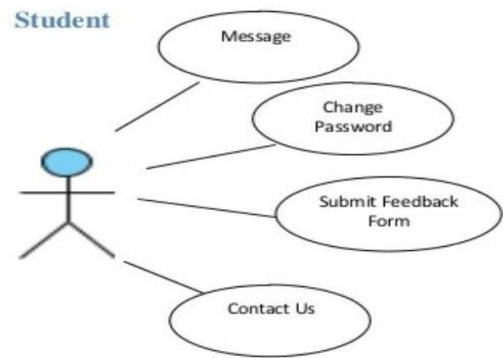 Student
Message
Change
Password
Submit Feedback
Form
Contact Us